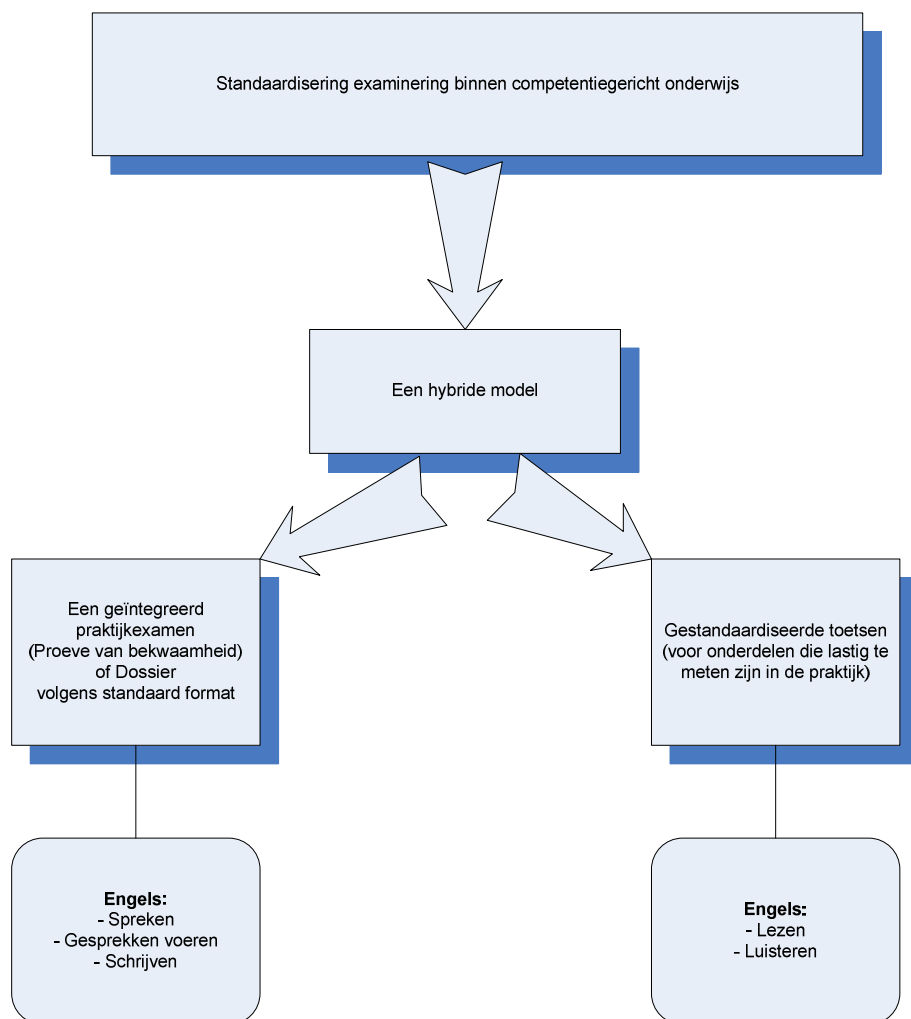 Standaardisering examinering binnen competentiegericht onderwijs
Een hybride model
Een geïntegreerd
praktijkexamen
(Proeve van bekwaamheid)
of Dossier
volgens standaard format
Gestandaardiseerde toetsen
(voor onderdelen die lastig te
meten zijn in de praktijk)
Engels:
- Spreken
- Gesprekken voeren
- Schrijven
Engels:
- Lezen
- Luisteren